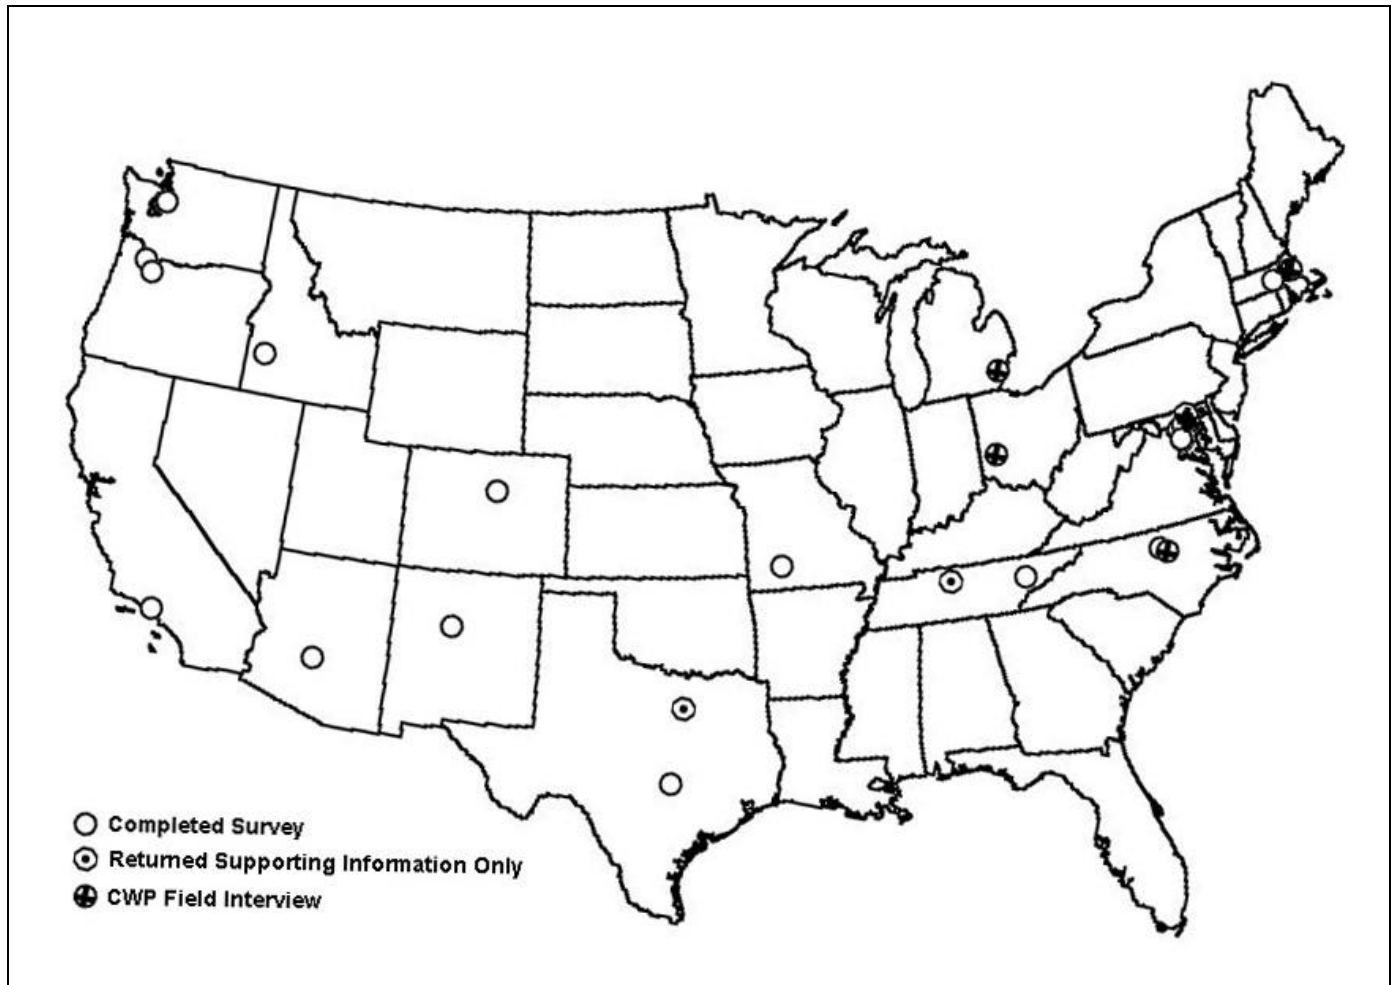 Completed Survey
Returned Supporting Information Only
CWP Field Interview